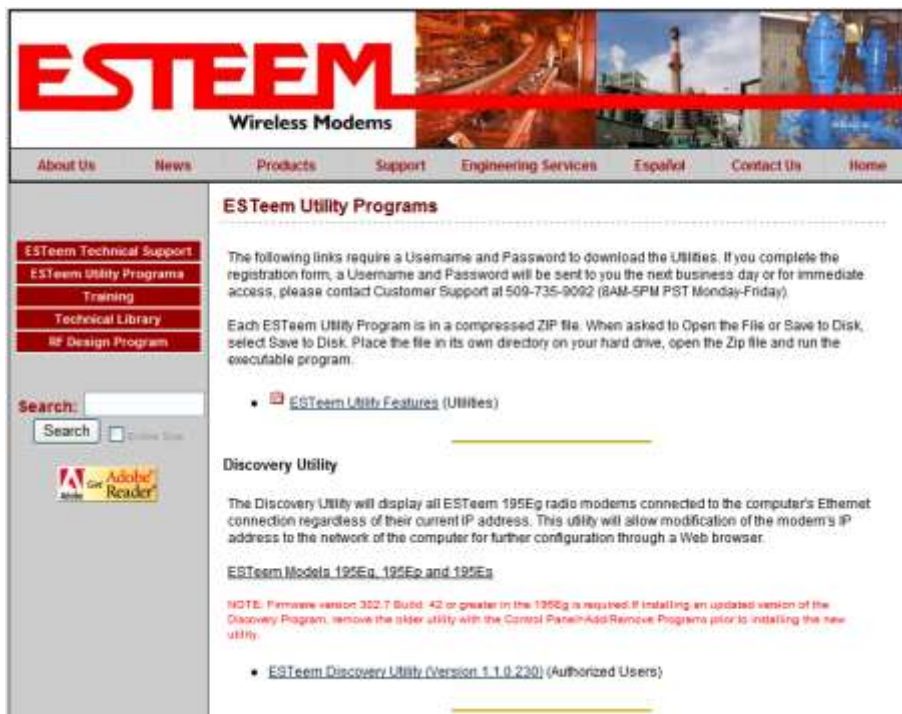 ESTEEM
Wireless Modems
About Us News Products Support Engineering Services Español Contact Us Home
ESTeem Technical Support
ESTeem Utility Programs
Training
Technical Library
RF Design Program
Search:
Search
Get Adobe Reader
Adobe
ESTeem Utility Programs
The following links require a Username and Password to download the Utilities. If you complete the
registration form, a Username and Password will be sent to you the next business day or for immediate
access, please contact Customer Support at 509-735-9092 (8AM-5PM PST Monday-Friday).
Each ESTeem Utility Program is in a compressed ZIP file. When asked to Open the File or Save to Disk,
select Save to Disk. Place the file in its own directory on your hard drive, open the Zip file and run the
executable program.
• ESTeem Utility Features (Utilities)
Discovery Utility
The Discovery Utility will display all ESTeem 195Eg radio modems connected to the computer's Ethernet
connection regardless of their current IP address. This utility will allow modification of the modem's IP
address to the network of the computer for further configuration through a Web browser.
ESTeem Models 195Eg, 195Ep and 195Es
NOTE: Firmware version 302.7 Build: 42 or greater in the 195Eg is required. If installing an updated version of the
Discovery Program, remove the older utility with the Control Panel>Add/Remove Programs prior to installing the new
utility.
• ESTeem Discovery Utility (Version 1.1.0.230) (Authorized Users)